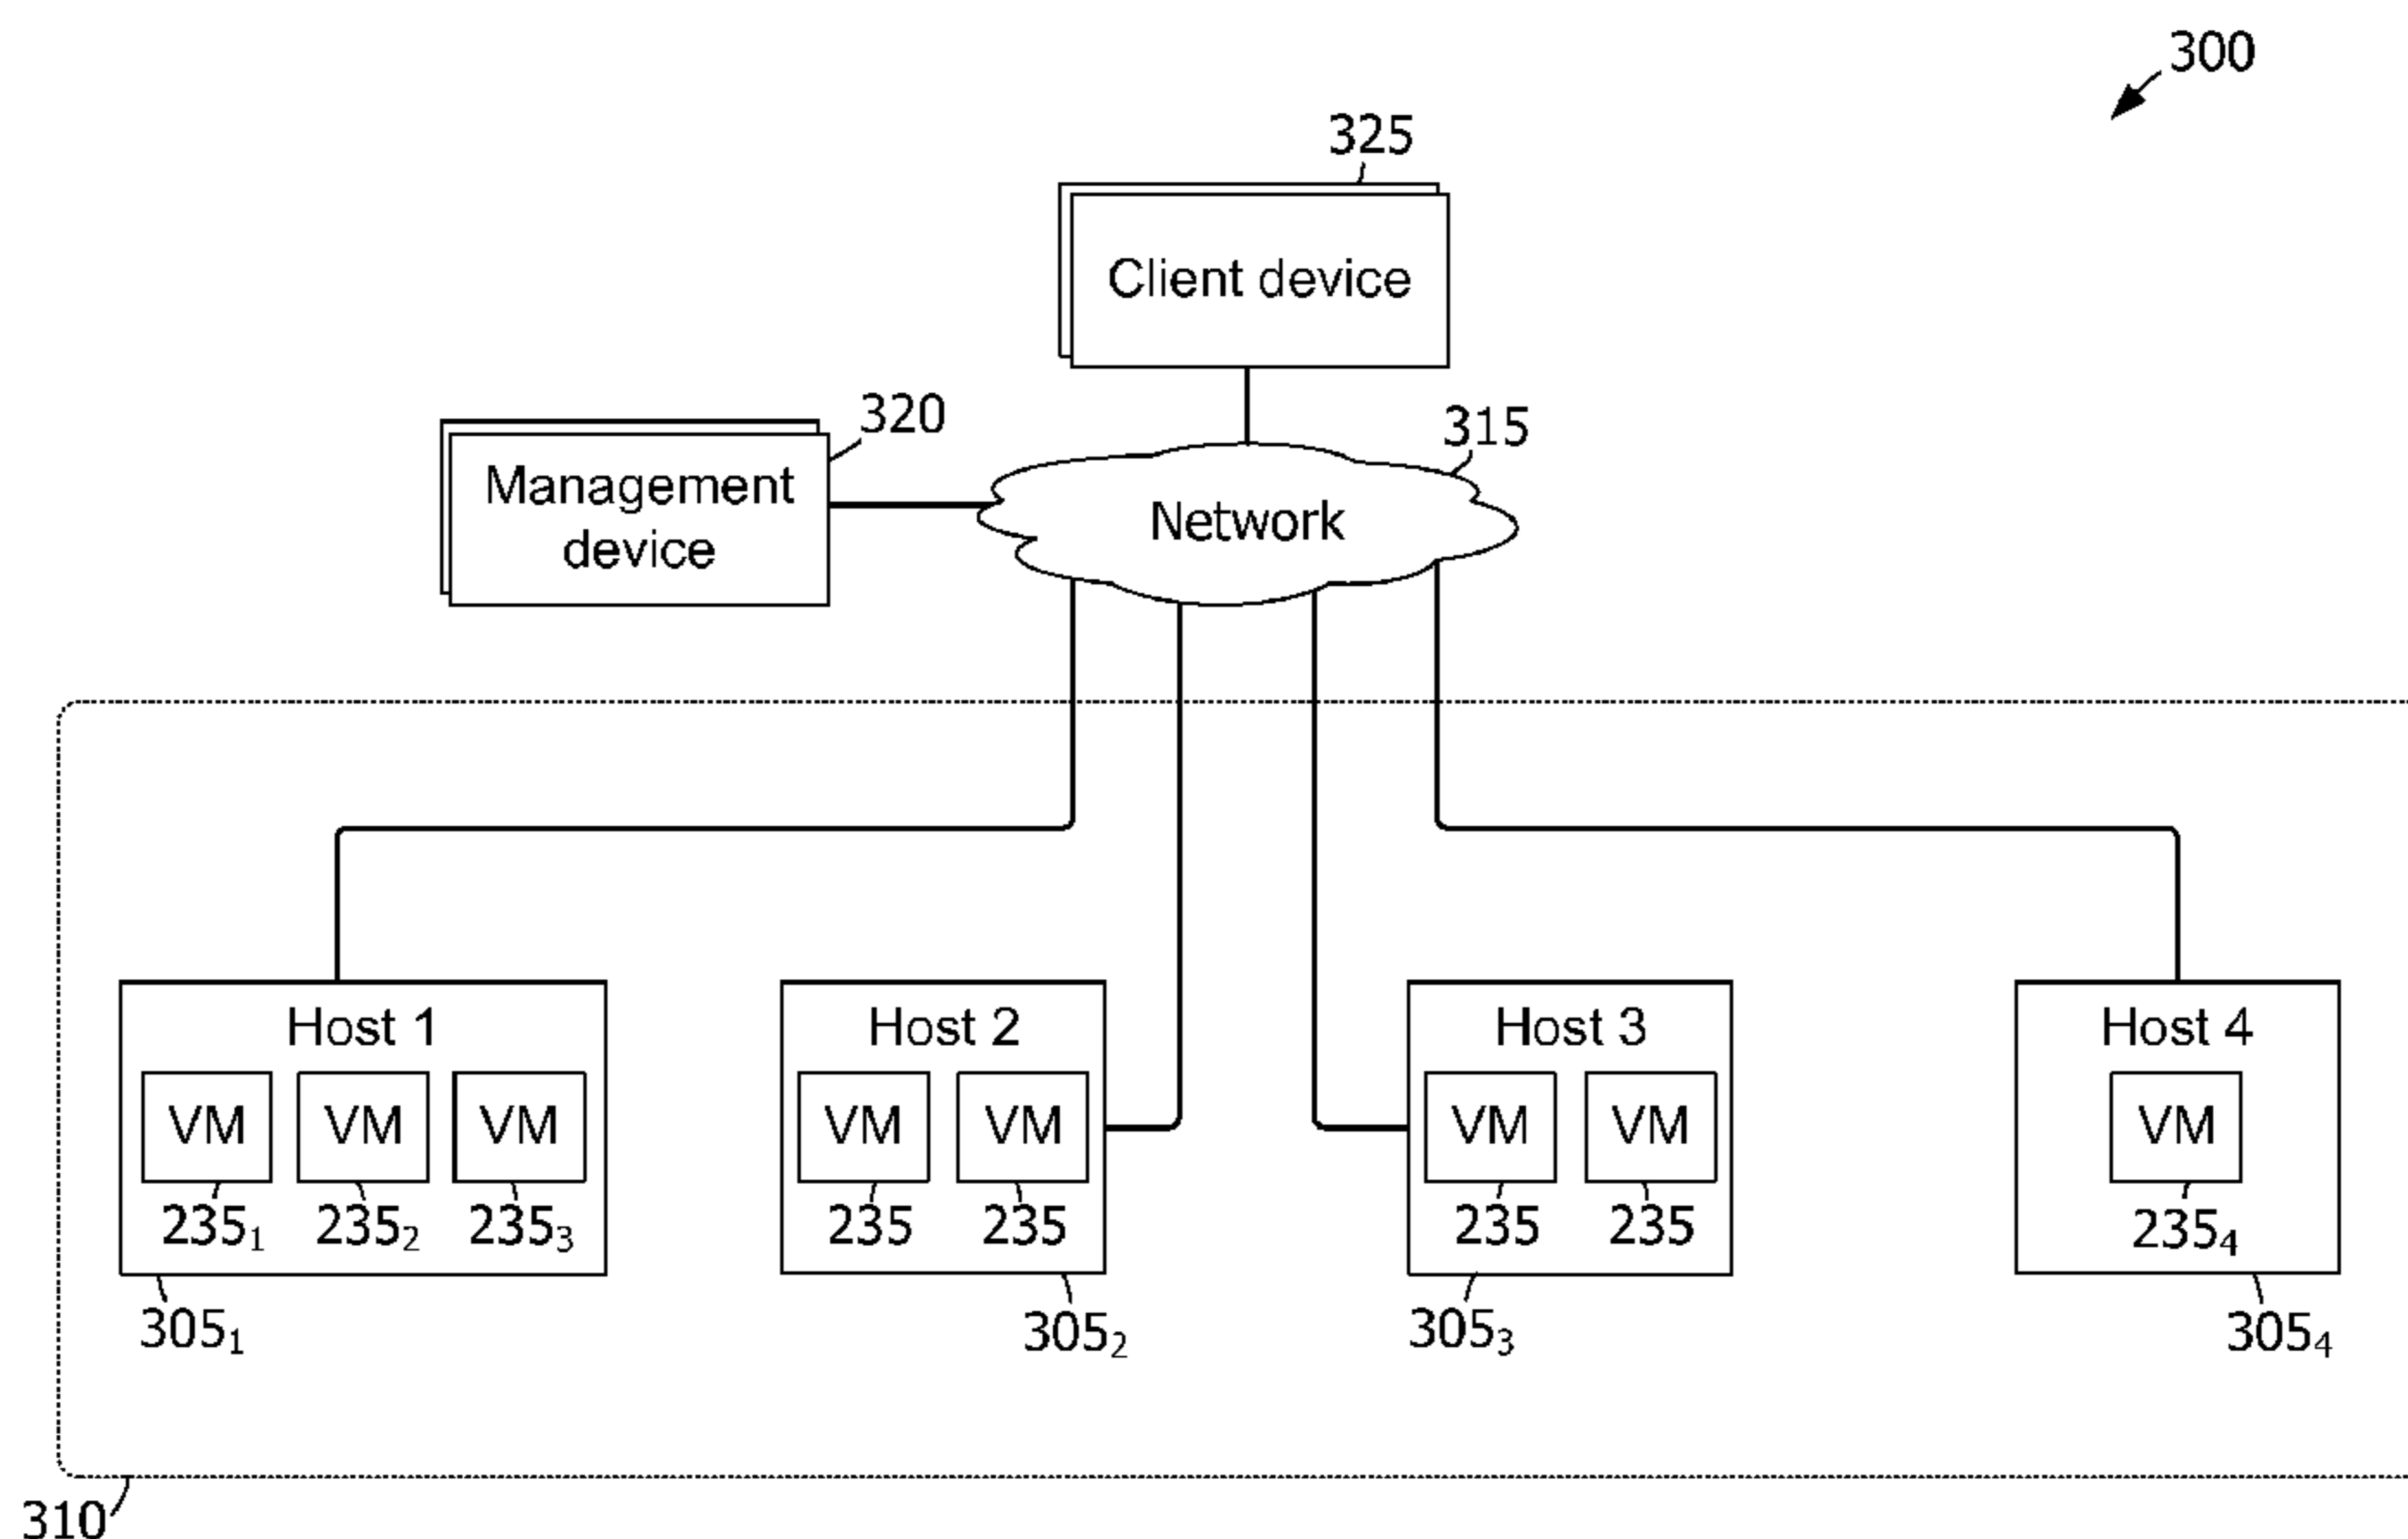 300
325
Client device
320
315
Management
device
Network
Host 1
Host 2
Host 3
Host 4
VM VM VM
VM VM
VM VM
VM
235₁ 235₂ 235₃
235 235
235 235
235₄
305₁
305₂
305₃
305₄
310